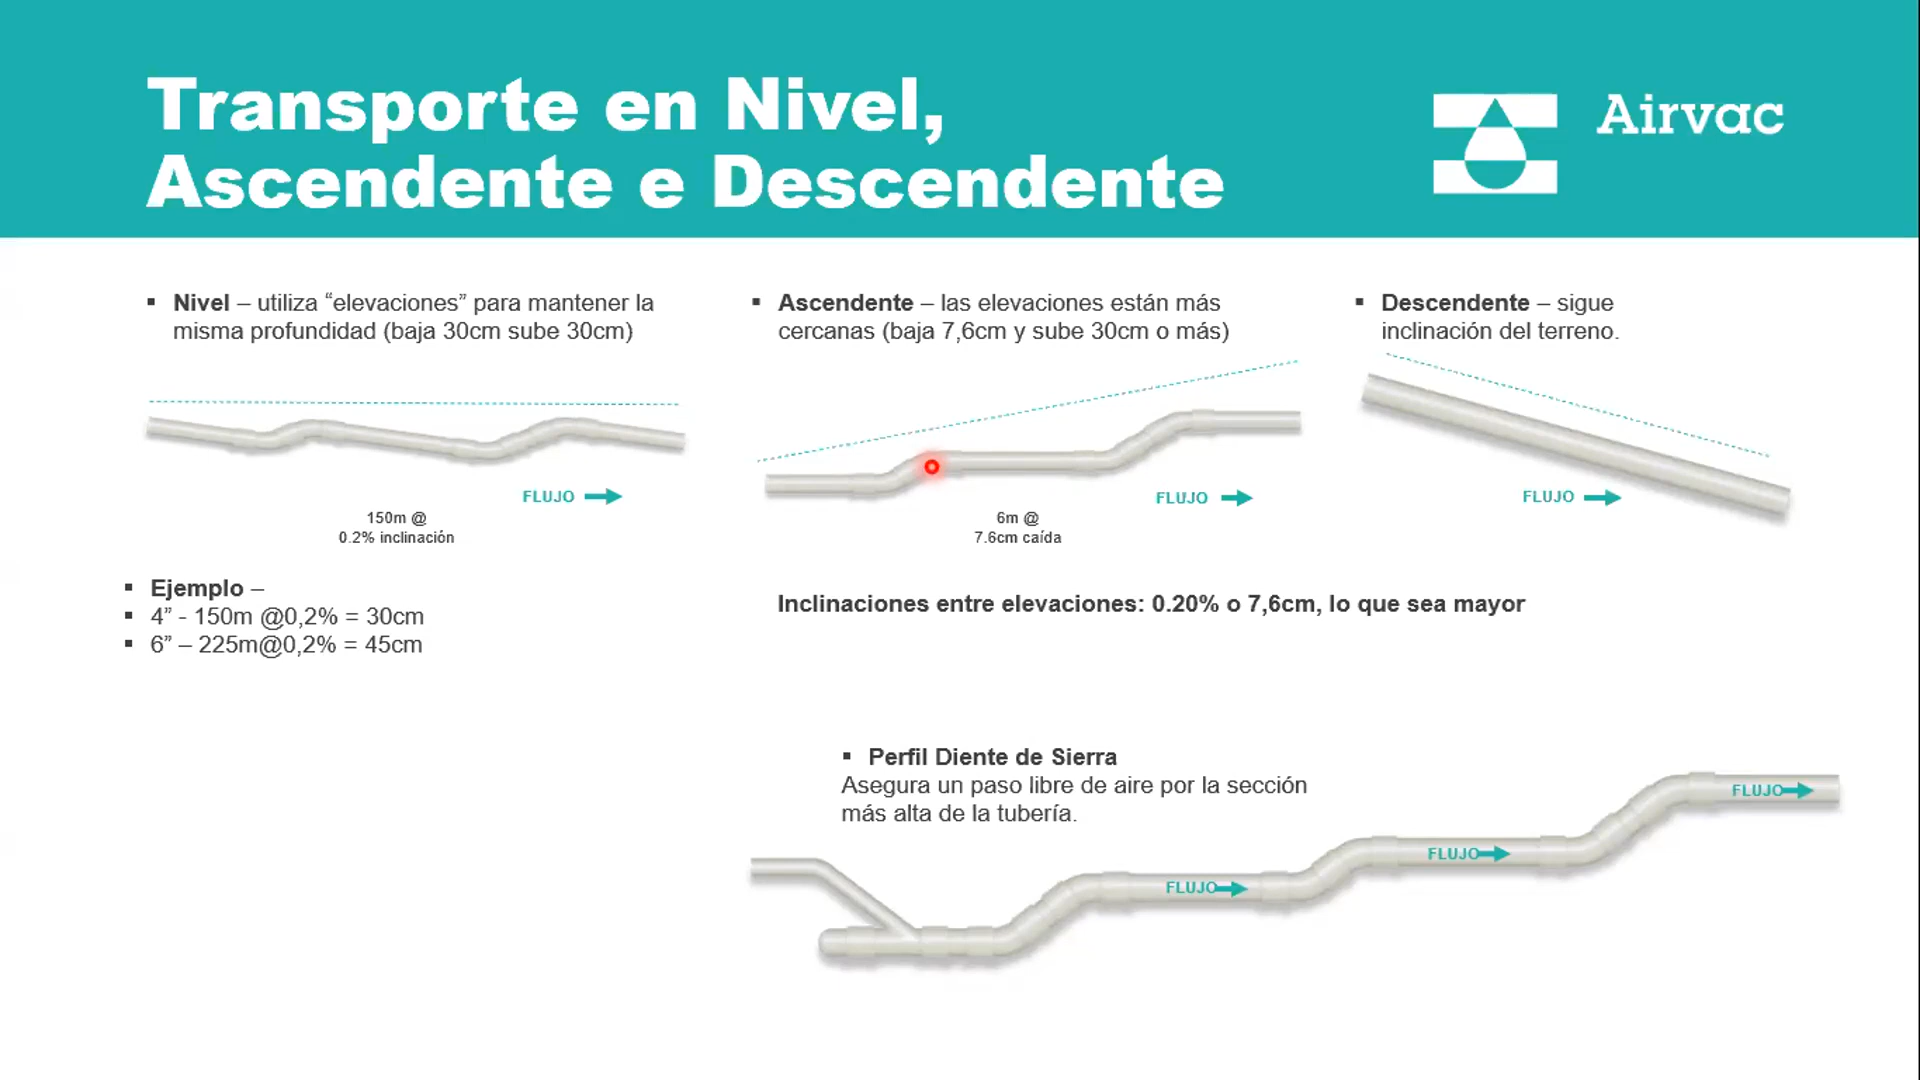 Transporte en Nivel,
Ascendente e Descendente
Airvac
▪ Nivel – utiliza “elevaciones” para mantener la
misma profundidad (baja 30cm sube 30cm)
FLUJO
150m @
0.2% inclinación
▪ Ascendente – las elevaciones están más
cercanas (baja 7,6cm y sube 30cm o más)
FLUJO
6m @
7.6cm caída
▪ Descendente – sigue
inclinación del terreno.
FLUJO
▪ Ejemplo –
▪ 4” - 150m @0,2% = 30cm
▪ 6” – 225m@0,2% = 45cm
Inclinaciones entre elevaciones: 0.20% o 7,6cm, lo que sea mayor
▪ Perfil Diente de Sierra
Asegura un paso libre de aire por la sección
más alta de la tubería.
FLUJO
FLUJO
FLUJO